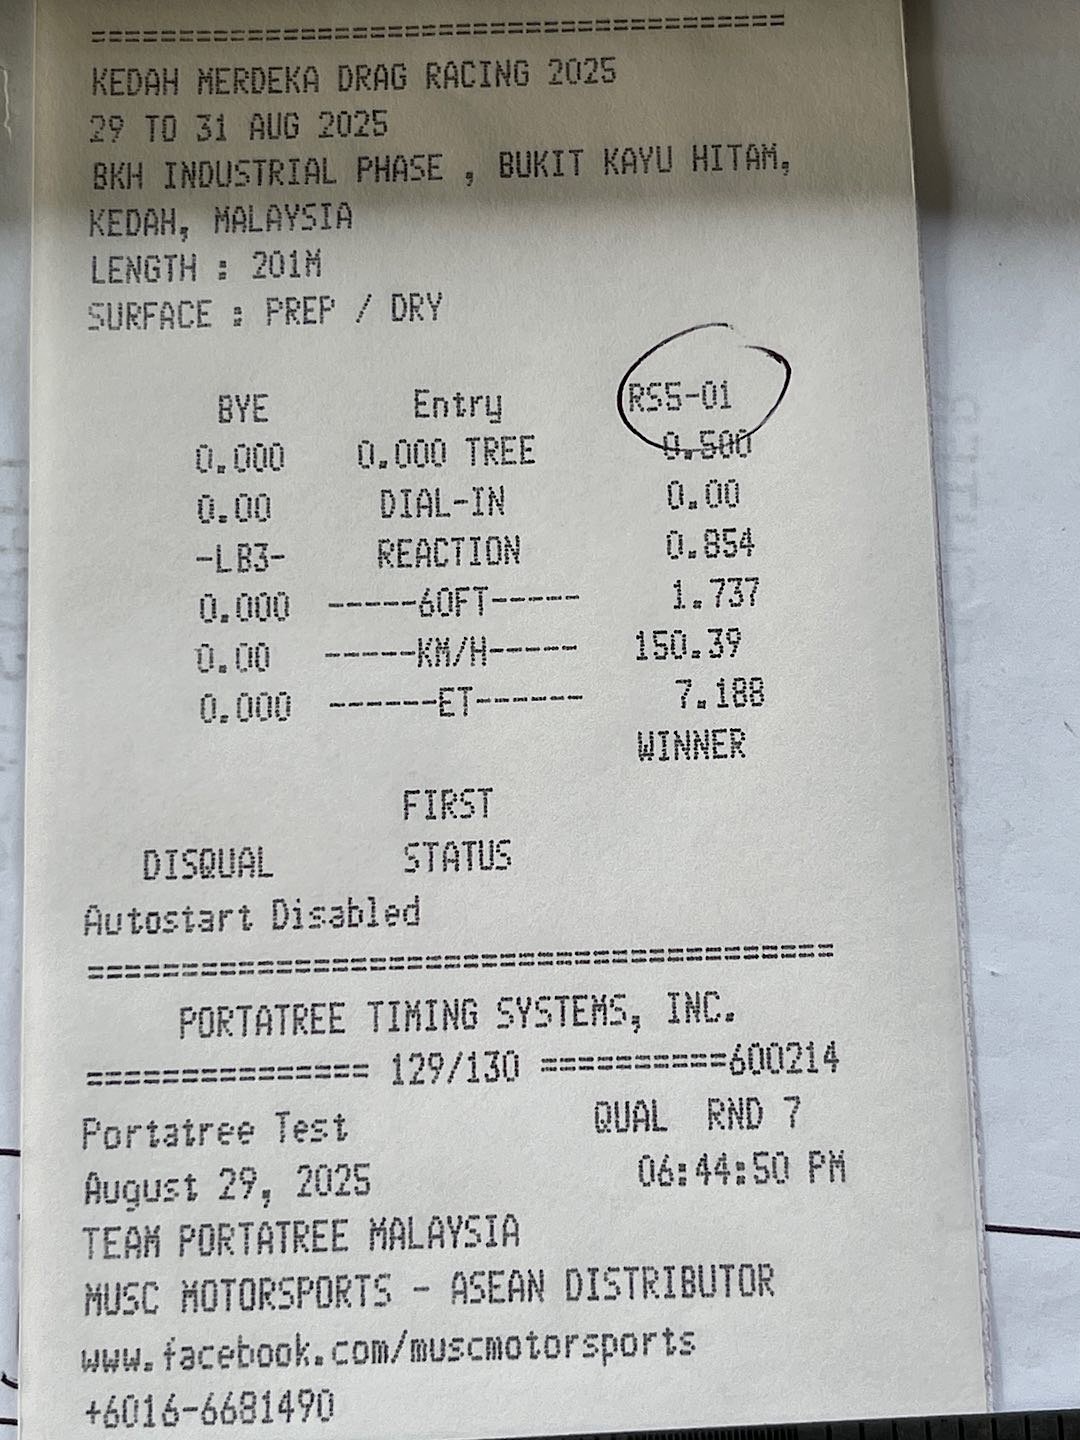 =======================================
KEDAH MERDEKA DRAG RACING 2025
29 TO 31 AUG 2025
BKH INDUSTRIAL PHASE , BUKIT KAYU HITAM,
KEDAH, MALAYSIA
LENGTH : 201M
SURFACE : PREP / DRY
BYE Entry RS5-01
0.000 0.000 TREE 0.500
0.00 DIAL-IN 0.00
-LB3- REACTION 0.854
0.000 -----60FT----- 1.737
0.00 -----KM/H----- 150.39
0.000 ------ET------ 7.188
WINNER
FIRST
DISQUAL STATUS
Autostart Disabled
========================================
PORTATREE TIMING SYSTEMS, INC.
=============== 129/130 ==========600214
Portatree Test QUAL RND 7
August 29, 2025 06:44:50 PM
TEAM PORTATREE MALAYSIA
MUSC MOTORSPORTS - ASEAN DISTRIBUTOR
www.facebook.com/muscmotorsports
+6016-6681490